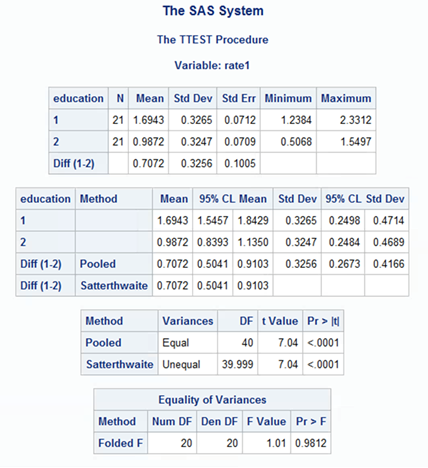 The SAS System
The TTEST Procedure
Variable: rate1
education N Mean Std Dev Std Err Minimum Maximum
1 21 1.6943 0.3265 0.0712 1.2384 2.3312
2 21 0.9872 0.3247 0.0709 0.5068 1.5497
Diff (1-2) 0.7072 0.3256 0.1005
education Method Mean 95% CL Mean Std Dev 95% CL Std Dev
1 1.6943 1.5457 1.8429 0.3265 0.2498 0.4714
2 0.9872 0.8393 1.1350 0.3247 0.2484 0.4689
Diff (1-2) Pooled 0.7072 0.5041 0.9103 0.3256 0.2673 0.4166
Diff (1-2) Satterthwaite 0.7072 0.5041 0.9103
Method Variances DF t Value Pr > |t|
Pooled Equal 40 7.04 <.0001
Satterthwaite Unequal 39.999 7.04 <.0001
Equality of Variances
Method Num DF Den DF F Value Pr > F
Folded F 20 20 1.01 0.9812